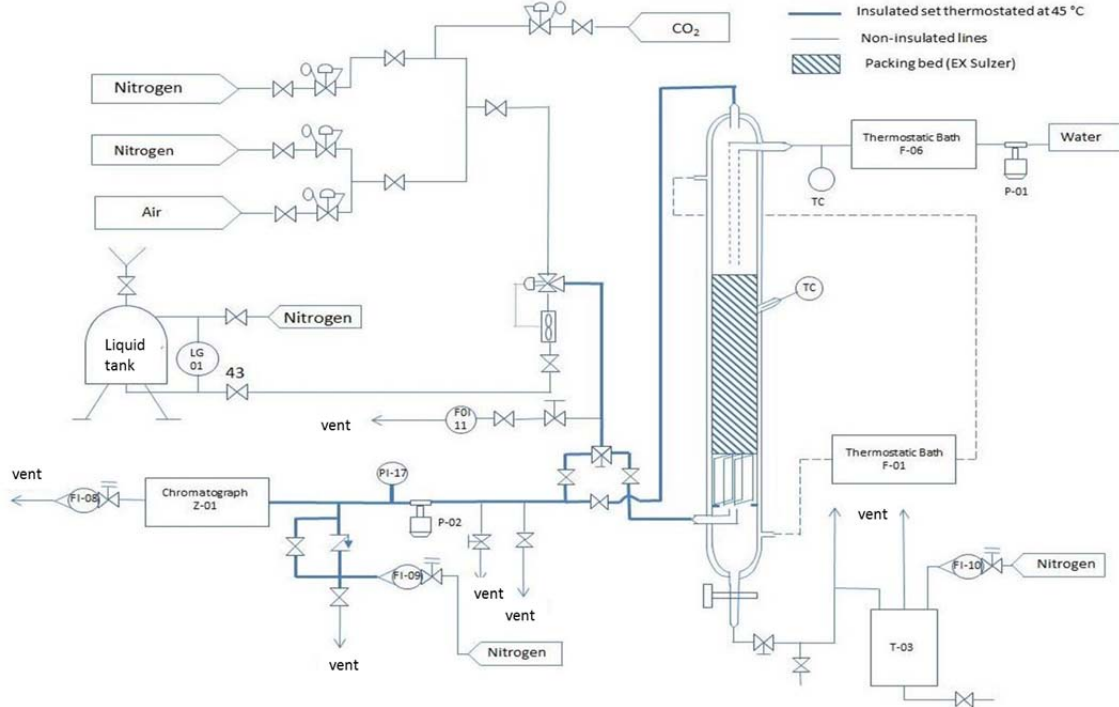 Insulated set thermostated at 45 °C
Non-insulated lines
Packing bed (EX Sulzer)
CO₂
Nitrogen
Nitrogen
Air
Thermostatic Bath
F-06
Water
P-01
TC
TC
Nitrogen
Liquid
tank
LG
01
43
vent
FOI
11
vent
FI-08
Chromatograph
Z-01
PI-17
P-02
FI-09
vent
vent
vent
Nitrogen
Thermostatic Bath
F-01
vent
FI-10
Nitrogen
T-03